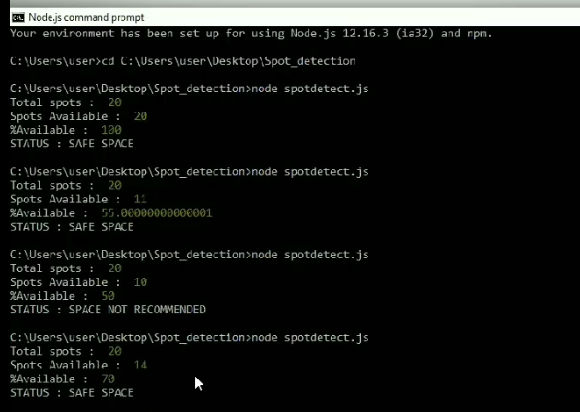 Node.js command prompt
Your environment has been set up for using Node.js 12.16.3 (ia32) and npm.
C:\Users\user>cd C:\Users\user\Desktop\Spot_detection
C:\Users\user\Desktop\Spot_detection>node spotdetect.js
Total spots :  20
Spots Available :  20
%Available :  100
STATUS : SAFE SPACE
C:\Users\user\Desktop\Spot_detection>node spotdetect.js
Total spots :  20
Spots Available :  11
%Available :  55.00000000000001
STATUS : SAFE SPACE
C:\Users\user\Desktop\Spot_detection>node spotdetect.js
Total spots :  20
Spots Available :  10
%Available :  50
STATUS : SPACE NOT RECOMMENDED
C:\Users\user\Desktop\Spot_detection>node spotdetect.js
Total spots :  20
Spots Available :  14
%Available :  70
STATUS : SAFE SPACE